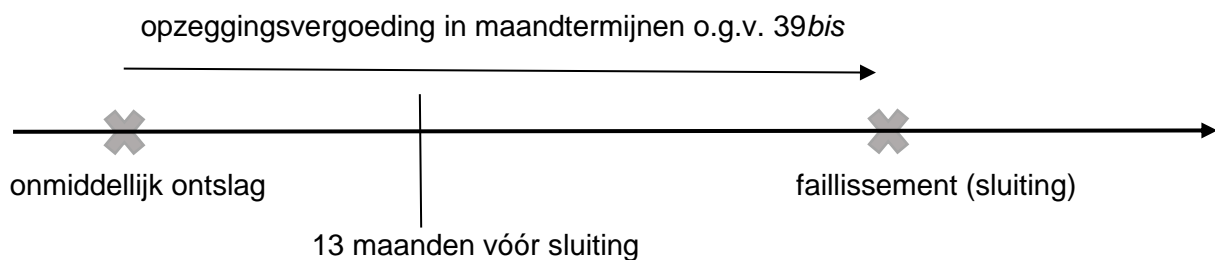 opzeggingsvergoeding in maandtermijnen o.g.v. 39bis
onmiddellijk ontslag
faillissement (sluiting)
13 maanden vóór sluiting